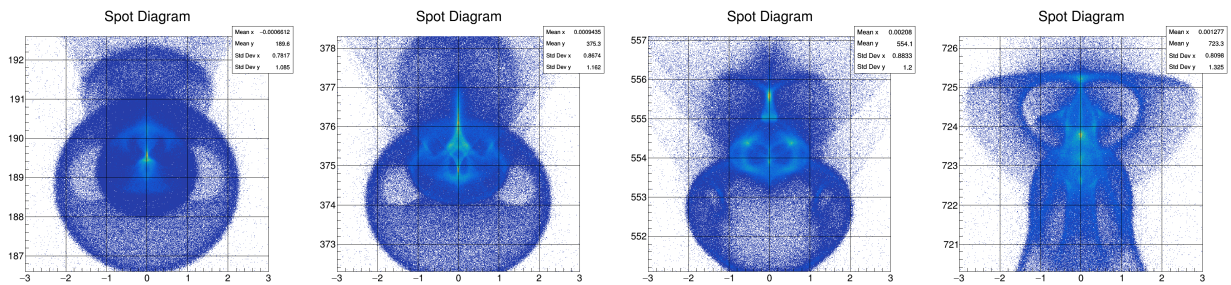 Spot Diagram
Mean x −0.0006612
Mean y 189.6
Std Dev x 0.7817
Std Dev y 1.085
192
191
190
189
188
187
−3 −2 −1 0 1 2 3
Spot Diagram
Mean x 0.0009435
Mean y 375.3
Std Dev x 0.8674
Std Dev y 1.162
378
377
376
375
374
373
−3 −2 −1 0 1 2 3
Spot Diagram
Mean x 0.00208
Mean y 554.1
Std Dev x 0.8833
Std Dev y 1.2
557
556
555
554
553
552
−3 −2 −1 0 1 2 3
Spot Diagram
Mean x 0.001277
Mean y 723.3
Std Dev x 0.8098
Std Dev y 1.325
726
725
724
723
722
721
−3 −2 −1 0 1 2 3